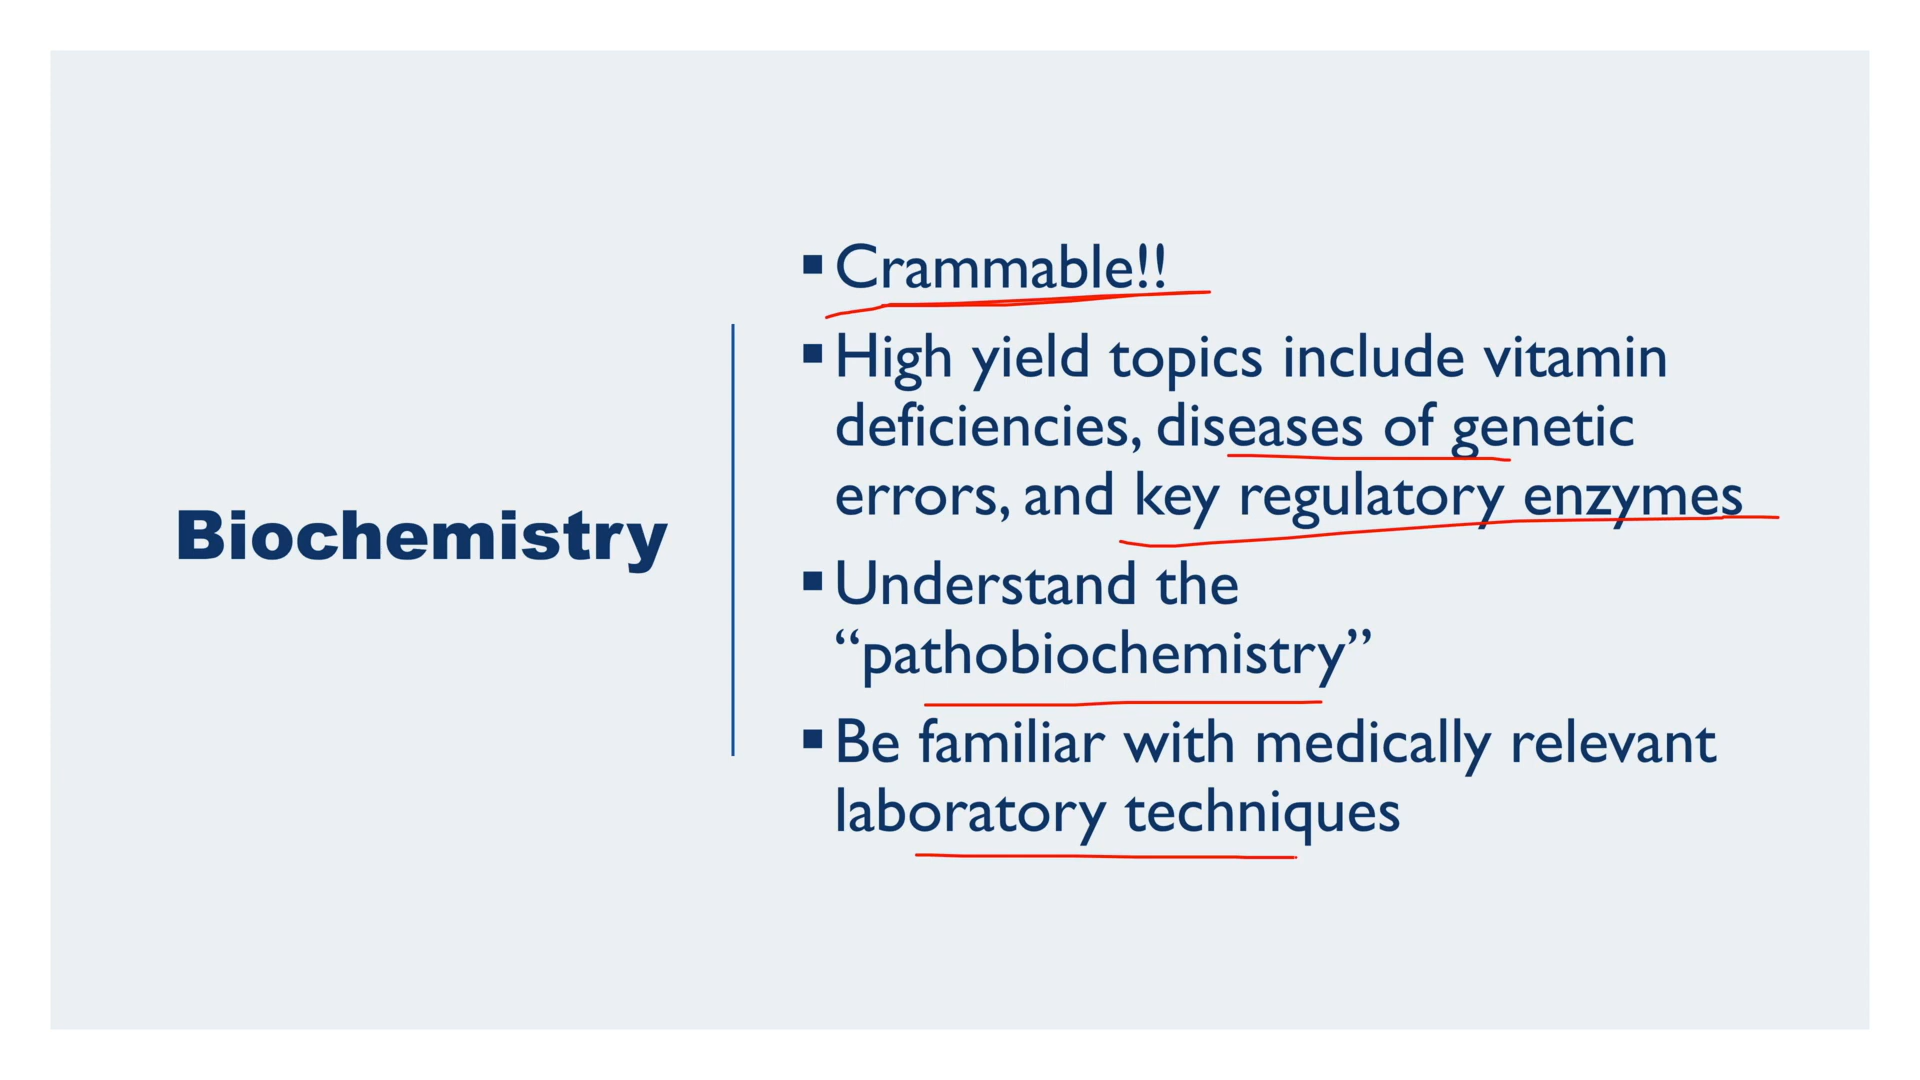 Biochemistry
▪ Crammable!!
▪ High yield topics include vitamin
deficiencies, diseases of genetic
errors, and key regulatory enzymes
▪ Understand the
“pathobiochemistry”
▪ Be familiar with medically relevant
laboratory techniques